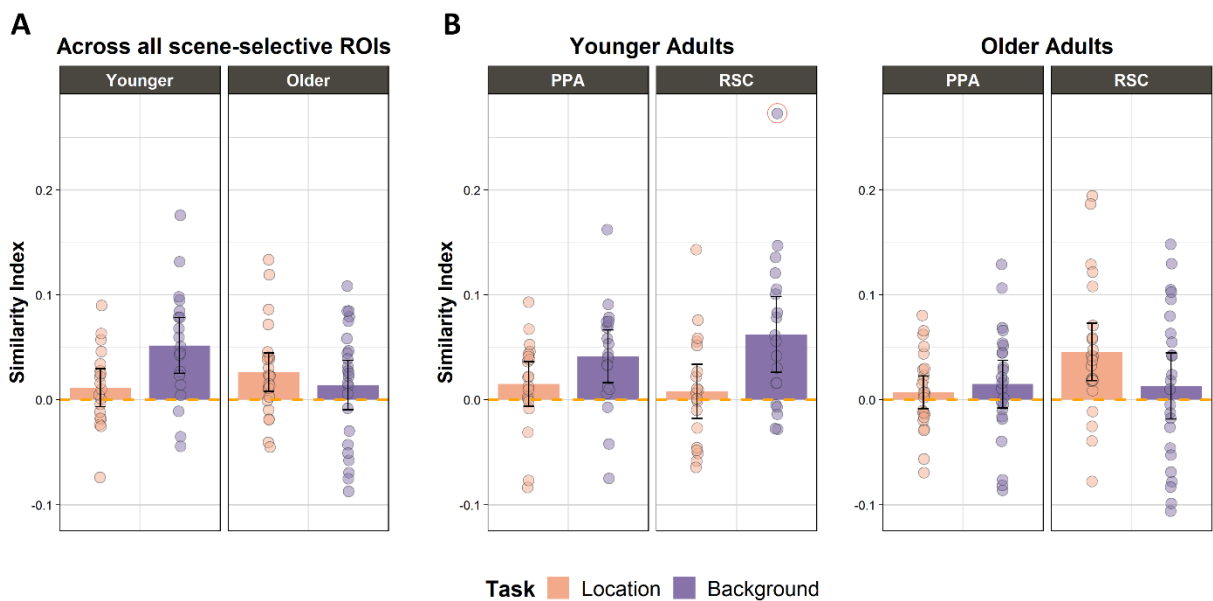 A
Across all scene-selective ROIs
Younger Older
Similarity Index
0.2
0.1
0.0
-0.1
B
Younger Adults
PPA RSC
Similarity Index
0.2
0.1
0.0
-0.1
Older Adults
PPA RSC
0.2
0.1
0.0
-0.1
Task Location Background